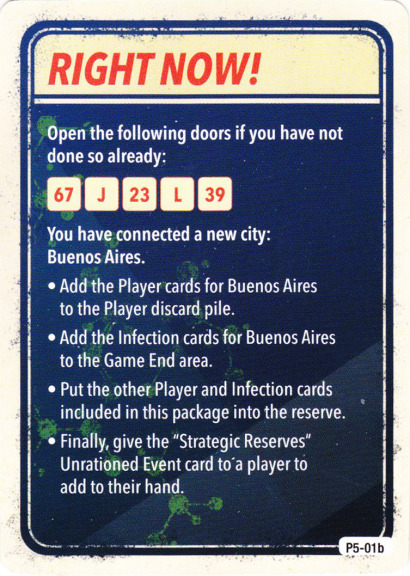 RIGHT NOW!
Open the following doors if you have not
done so already:
67 J 23 L 39
You have connected a new city:
Buenos Aires.
• Add the Player cards for Buenos Aires
to the Player discard pile.
• Add the Infection cards for Buenos Aires
to the Game End area.
• Put the other Player and Infection cards
included in this package into the reserve.
• Finally, give the “Strategic Reserves”
Unrationed Event card to a player to
add to their hand.
P5-01b